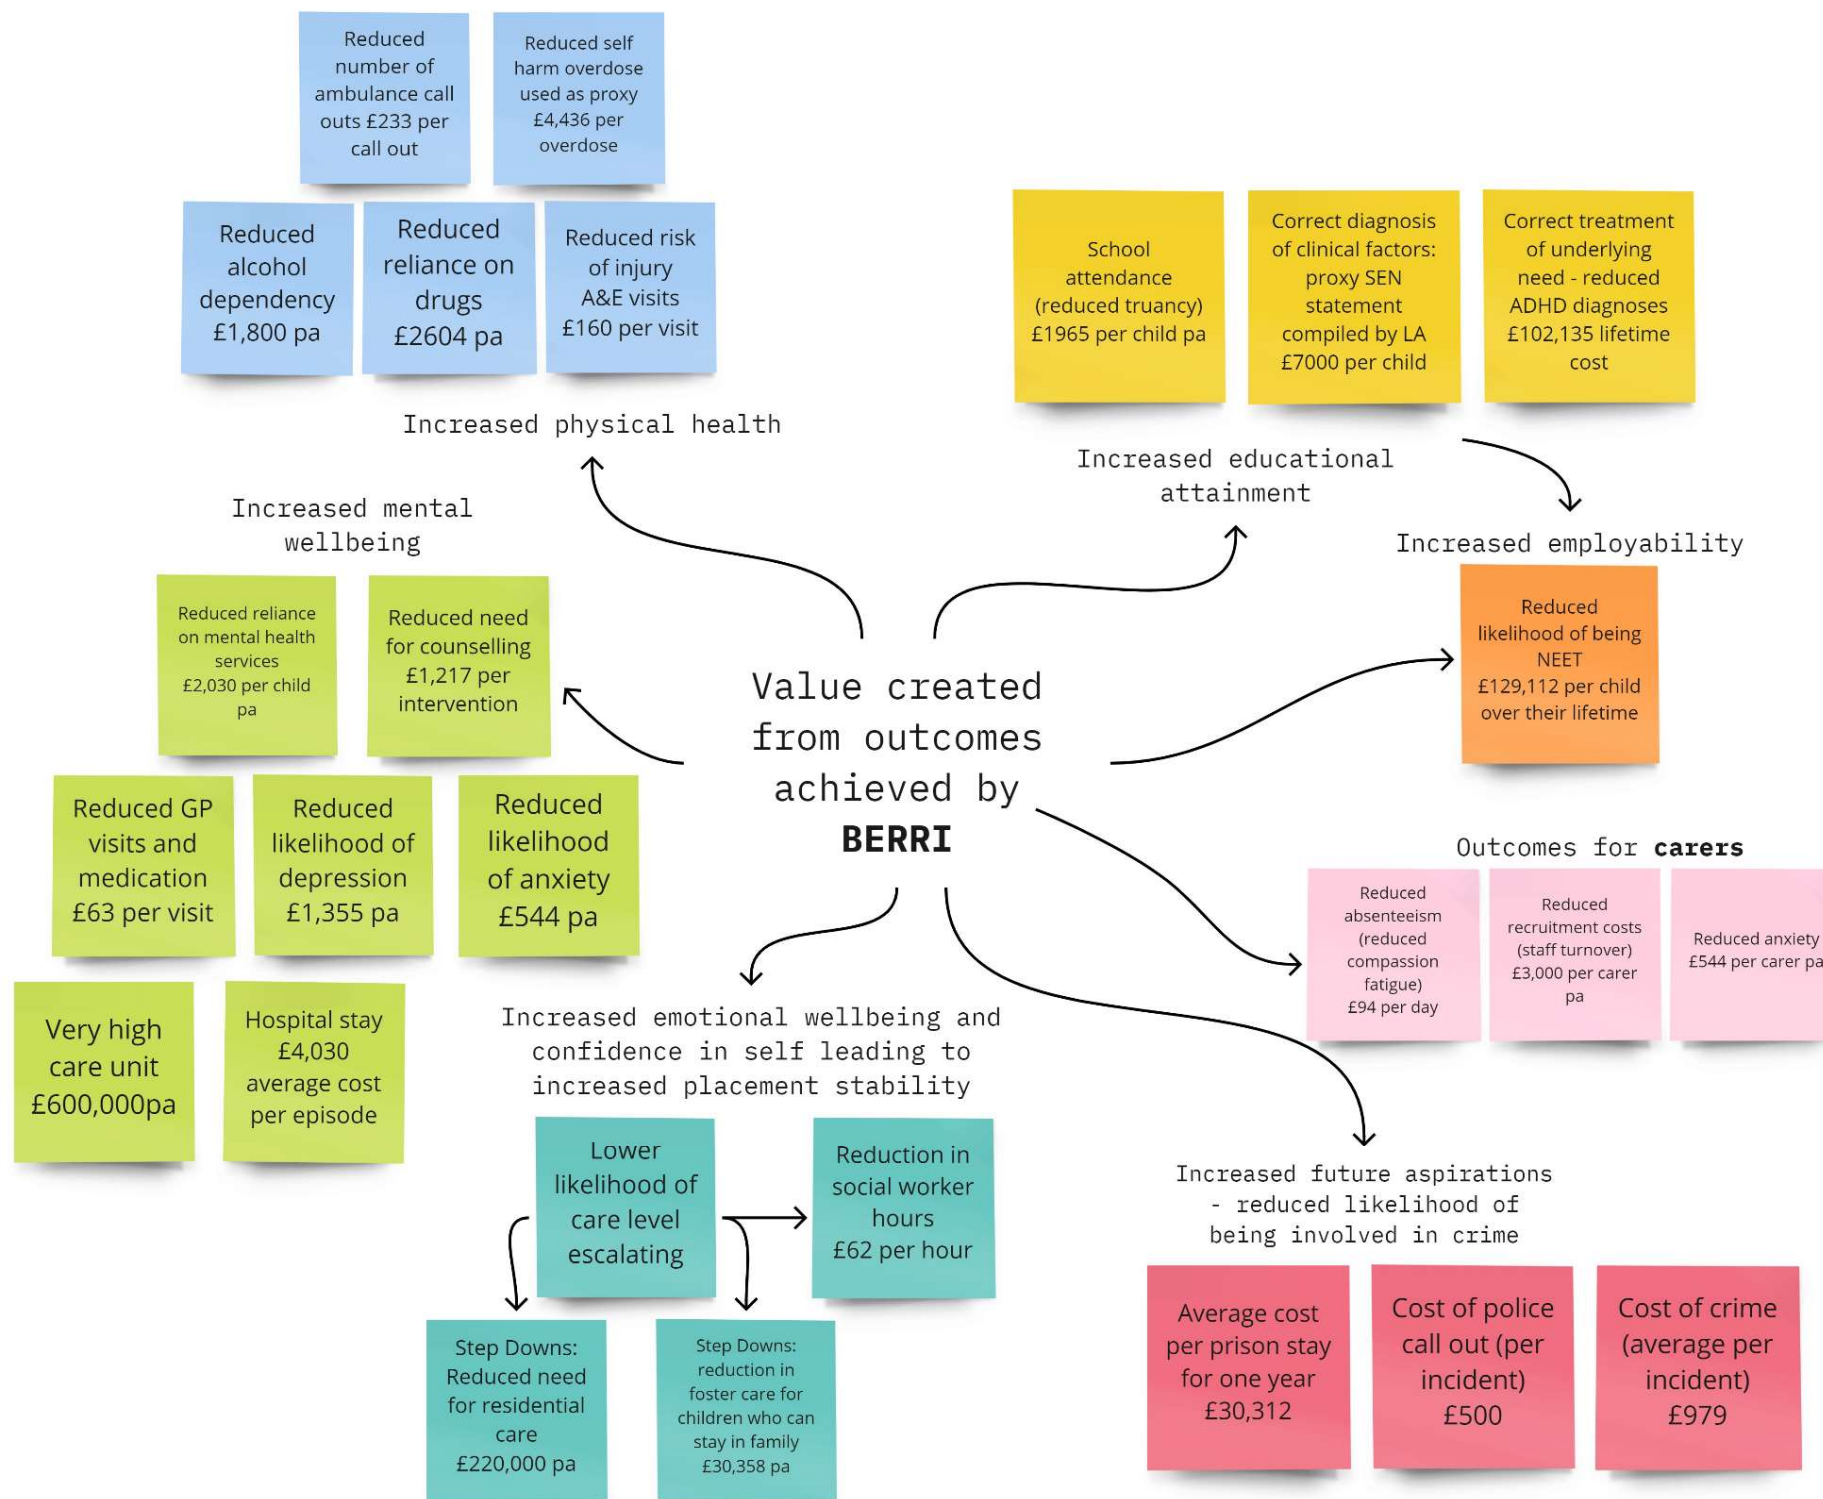 Reduced
number of
ambulance call
outs £233 per
call out
Reduced self
harm overdose
used as proxy
£4,436 per
overdose
Reduced
alcohol
dependency
£1,800 pa
Reduced
reliance on
drugs
£2604 pa
Reduced risk
of injury
A&E visits
£160 per visit
Increased physical health
School
attendance
(reduced truancy)
£1965 per child pa
Correct diagnosis
of clinical factors:
proxy SEN
statement
compiled by LA
£7000 per child
Correct treatment
of underlying
need - reduced
ADHD diagnoses
£102,135 lifetime
cost
Increased educational
attainment
Increased employability
Reduced
likelihood of being
NEET
£129,112 per child
over their lifetime
Increased mental
wellbeing
Reduced reliance
on mental health
services
£2,030 per child
pa
Reduced need
for counselling
£1,217 per
intervention
Reduced GP
visits and
medication
£63 per visit
Reduced
likelihood of
depression
£1,355 pa
Reduced
likelihood
of anxiety
£544 pa
Very high
care unit
£600,000pa
Hospital stay
£4,030
average cost
per episode
Value created
from outcomes
achieved by
BERRI
Outcomes for carers
Reduced
absenteeism
(reduced
compassion
fatigue)
£94 per day
Reduced
recruitment costs
(staff turnover)
£3,000 per carer
pa
Reduced anxiety
£544 per carer pa
Increased emotional wellbeing and
confidence in self leading to
increased placement stability
Lower
likelihood of
care level
escalating
Reduction in
social worker
hours
£62 per hour
Step Downs:
Reduced need
for residential
care
£220,000 pa
Step Downs:
reduction in
foster care for
children who can
stay in family
£30,358 pa
Increased future aspirations
- reduced likelihood of
being involved in crime
Average cost
per prison stay
for one year
£30,312
Cost of police
call out (per
incident)
£500
Cost of crime
(average per
incident)
£979